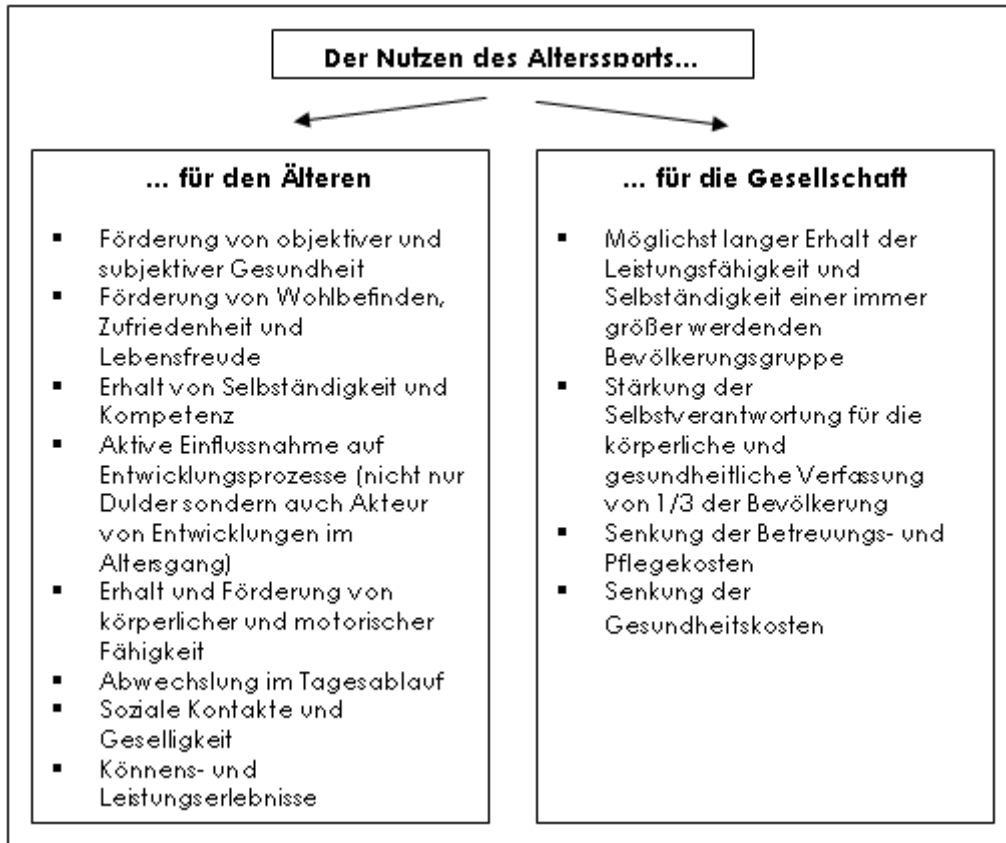 Der Nutzen des Alterssports...
... für den Älteren
▪ Förderung von objektiver und
subjektiver Gesundheit
▪ Förderung von Wohlbefinden,
Zufriedenheit und
Lebensfreude
▪ Erhalt von Selbständigkeit und
Kompetenz
▪ Aktive Einflussnahme auf
Entwicklungsprozesse (nicht nur
Dulder sondern auch Akteur
von Entwicklungen im
Altersgang)
▪ Erhalt und Förderung von
körperlicher und motorischer
Fähigkeit
▪ Abwechslung im Tagesablauf
▪ Soziale Kontakte und
Geselligkeit
▪ Könnens- und
Leistungserlebnisse
... für die Gesellschaft
▪ Möglichst langer Erhalt der
Leistungsfähigkeit und
Selbständigkeit einer immer
größer werdenden
Bevölkerungsgruppe
▪ Stärkung der
Selbstverantwortung für die
körperliche und
gesundheitliche Verfassung
von 1/3 der Bevölkerung
▪ Senkung der Betreuungs- und
Pflegekosten
▪ Senkung der
Gesundheitskosten